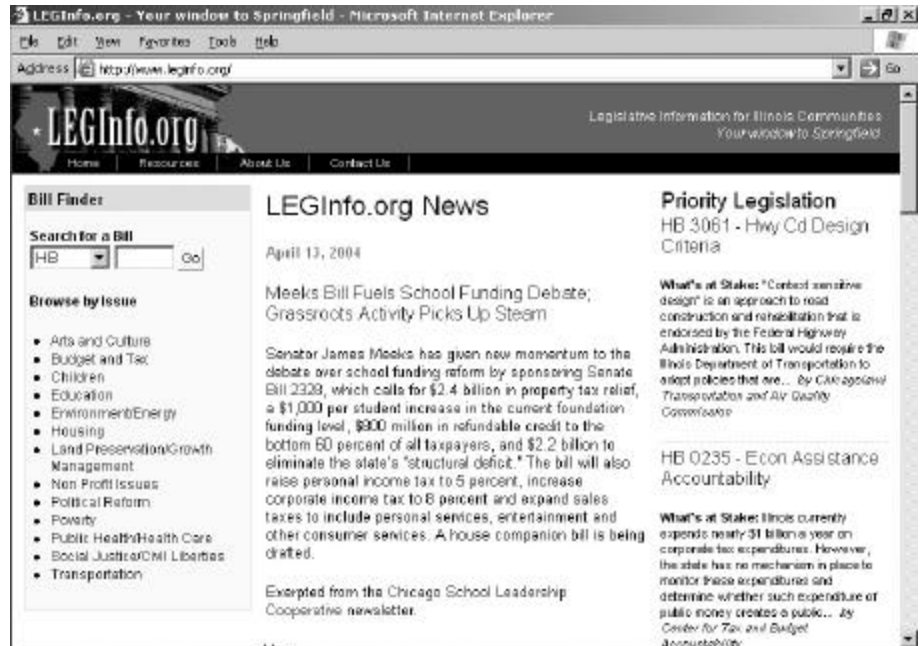 LEGInfo.org - Your window to Springfield - Microsoft Internet Explorer
File Edit View Favorites Tools Help
Address http://www.leginfo.org/ Go
LEGInfo.org
Legislative Information for Illinois Communities
Your window to Springfield
Home Resources About Us Contact Us
Bill Finder
Search for a Bill
HB Go
Browse by Issue
Arts and Culture
Budget and Tax
Children
Education
Environment/Energy
Housing
Land Preservation/Growth
Management
Non Profit Issues
Political Reform
Poverty
Public Health/Health Care
Social Justice/Civil Liberties
Transportation
LEGInfo.org News
April 13, 2004
Meeks Bill Fuels School Funding Debate;
Grassroots Activity Picks Up Steam
Senator James Meeks has given new momentum to the
debate over school funding reform by sponsoring Senate
Bill 2328, which calls for $2.4 billion in property tax relief,
a $1,000 per student increase in the current foundation
funding level, $800 million in refundable credit to the
bottom 60 percent of all taxpayers, and $2.2 billion to
eliminate the state's "structural deficit." The bill will also
raise personal income tax to 5 percent, increase
corporate income tax to 8 percent and expand sales
taxes to include personal services, entertainment and
other consumer services. A house companion bill is being
drafted.
Exerpted from the Chicago School Leadership
Cooperative newsletter.
Priority Legislation
HB 3061 - Hwy Cd Design
Criteria
What's at Stake: "Context sensitive
design" is an approach to road
construction and rehabilitation that is
endorsed by the Federal Highway
Administration. This bill would require the
Illinois Department of Transportation to
adopt policies that are... by Chicagoland
Transportation and Air Quality
Commission
HB 0235 - Econ Assistance
Accountability
What's at Stake: Illinois currently
expends nearly $1 billion a year on
corporate tax expenditures. However,
the state has no mechanism in place to
monitor these expenditures and
determine whether such expenditure of
public money creates a public... by
Center for Tax and Budget
Accountability